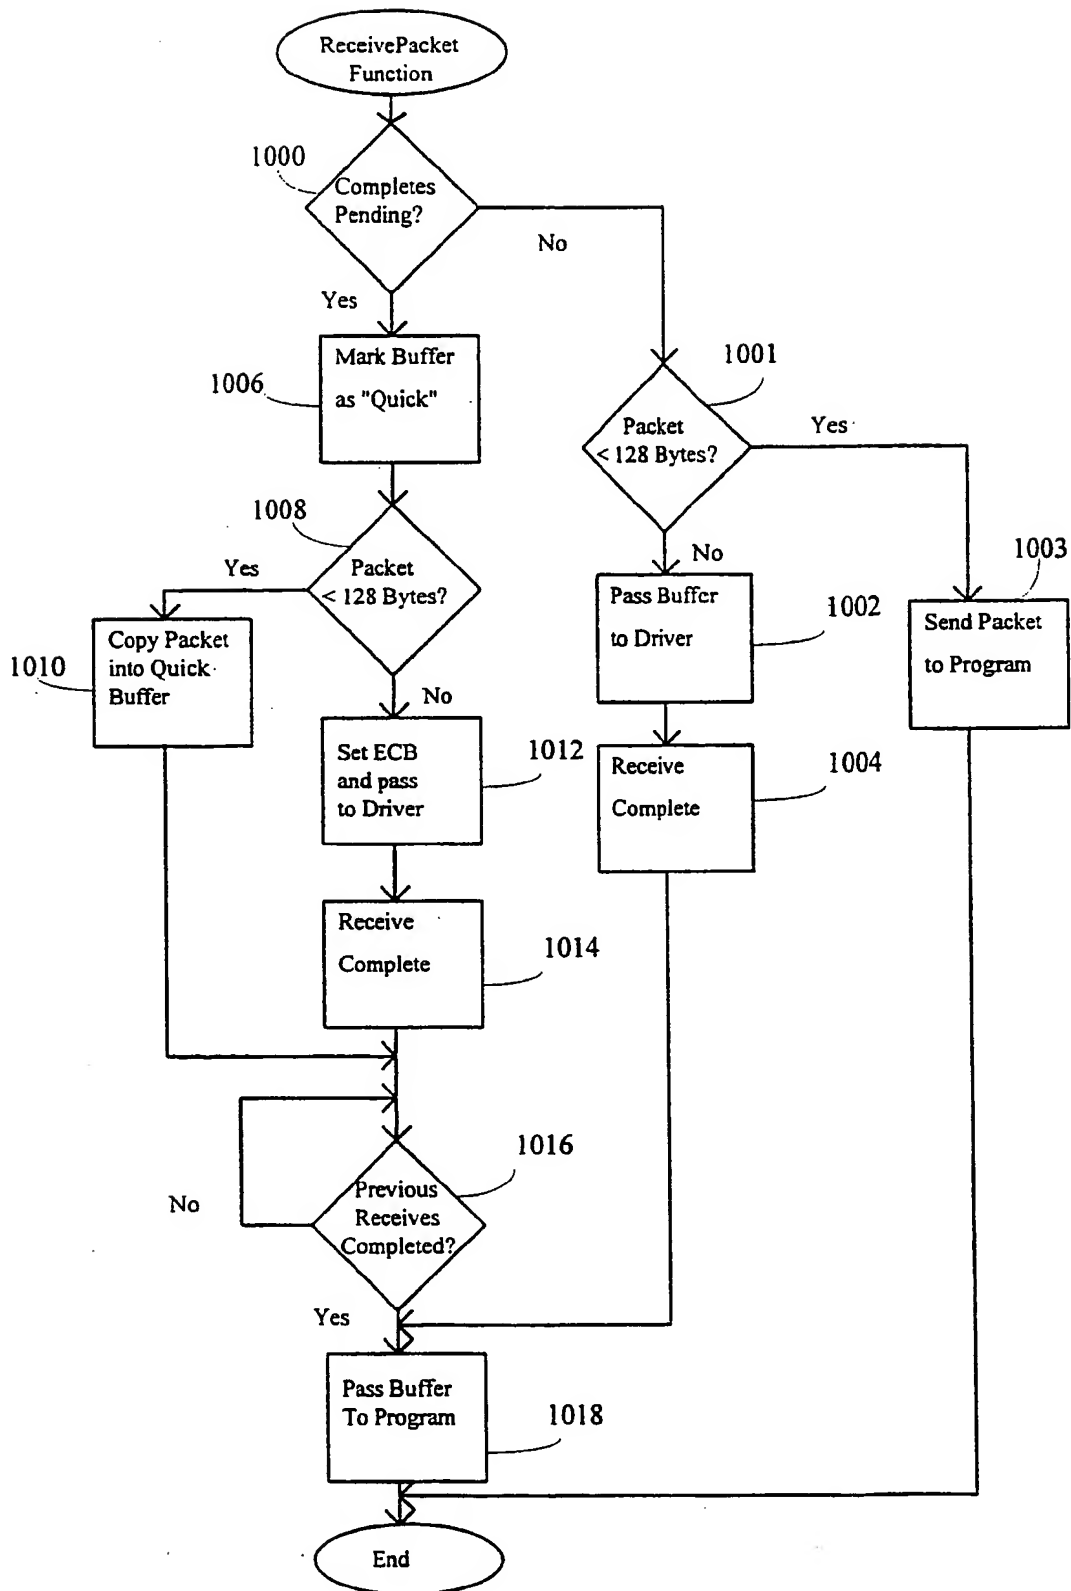 ReceivePacket
Function
1000
Completes
Pending?
No
Yes
Mark Buffer
as "Quick"
1006
1001
Packet
< 128 Bytes?
Yes
1008
Packet
< 128 Bytes?
Yes
No
No
Pass Buffer
to Driver
1002
1003
Send Packet
to Program
Copy Packet
into Quick
Buffer
1010
Set ECB
and pass
to Driver
1012
Receive
Complete
1004
Receive
Complete
1014
Previous
Receives
Completed?
1016
No
Yes
Pass Buffer
To Program
1018
End